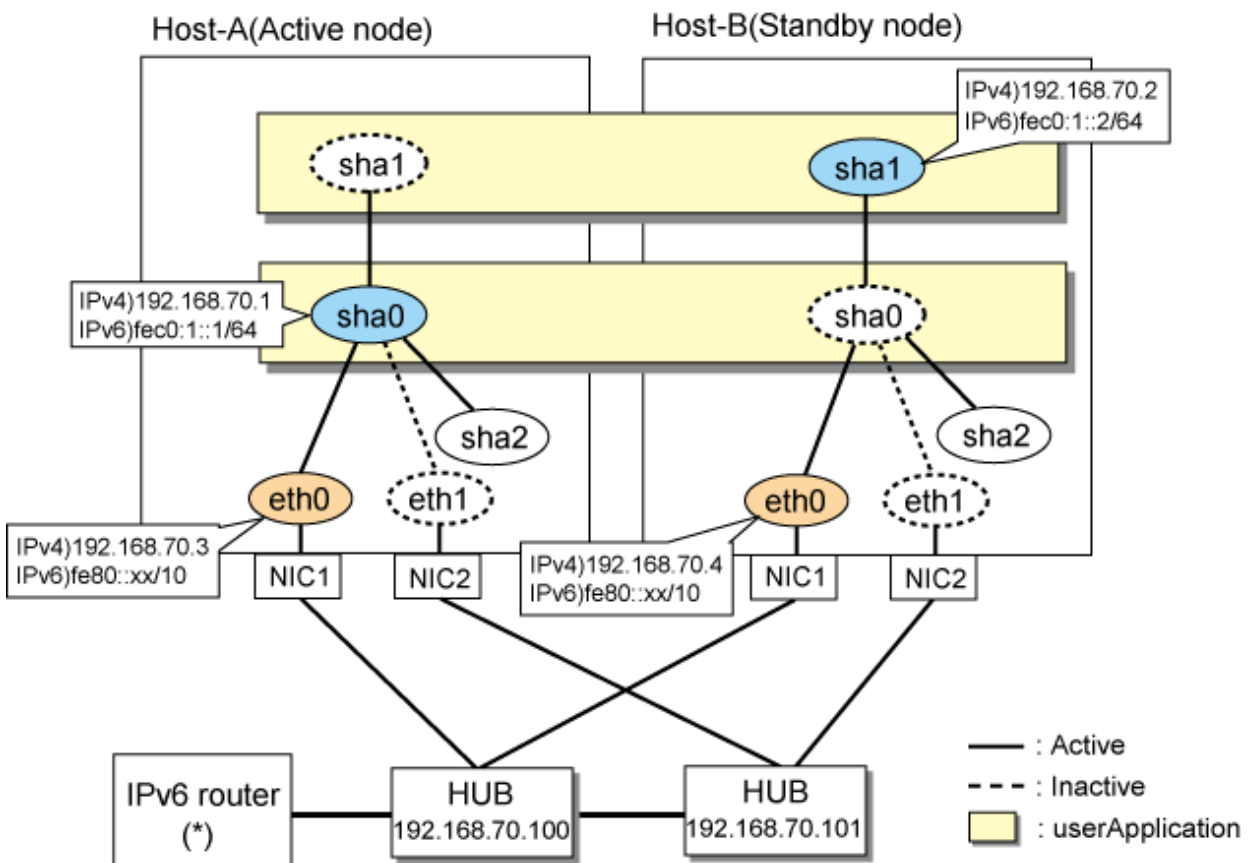 Host-A(Active node)
Host-B(Standby node)
IPv4)192.168.70.2
IPv6)fec0:1::2/64
sha1
sha1
IPv4)192.168.70.1
IPv6)fec0:1::1/64
sha0
sha0
sha2
sha2
eth0
eth1
eth0
eth1
IPv4)192.168.70.3
IPv6)fe80::xx/10
NIC1
NIC2
IPv4)192.168.70.4
IPv6)fe80::xx/10
NIC1
NIC2
IPv6 router
(*)
HUB
192.168.70.100
HUB
192.168.70.101
: Active
: Inactive
: userApplication